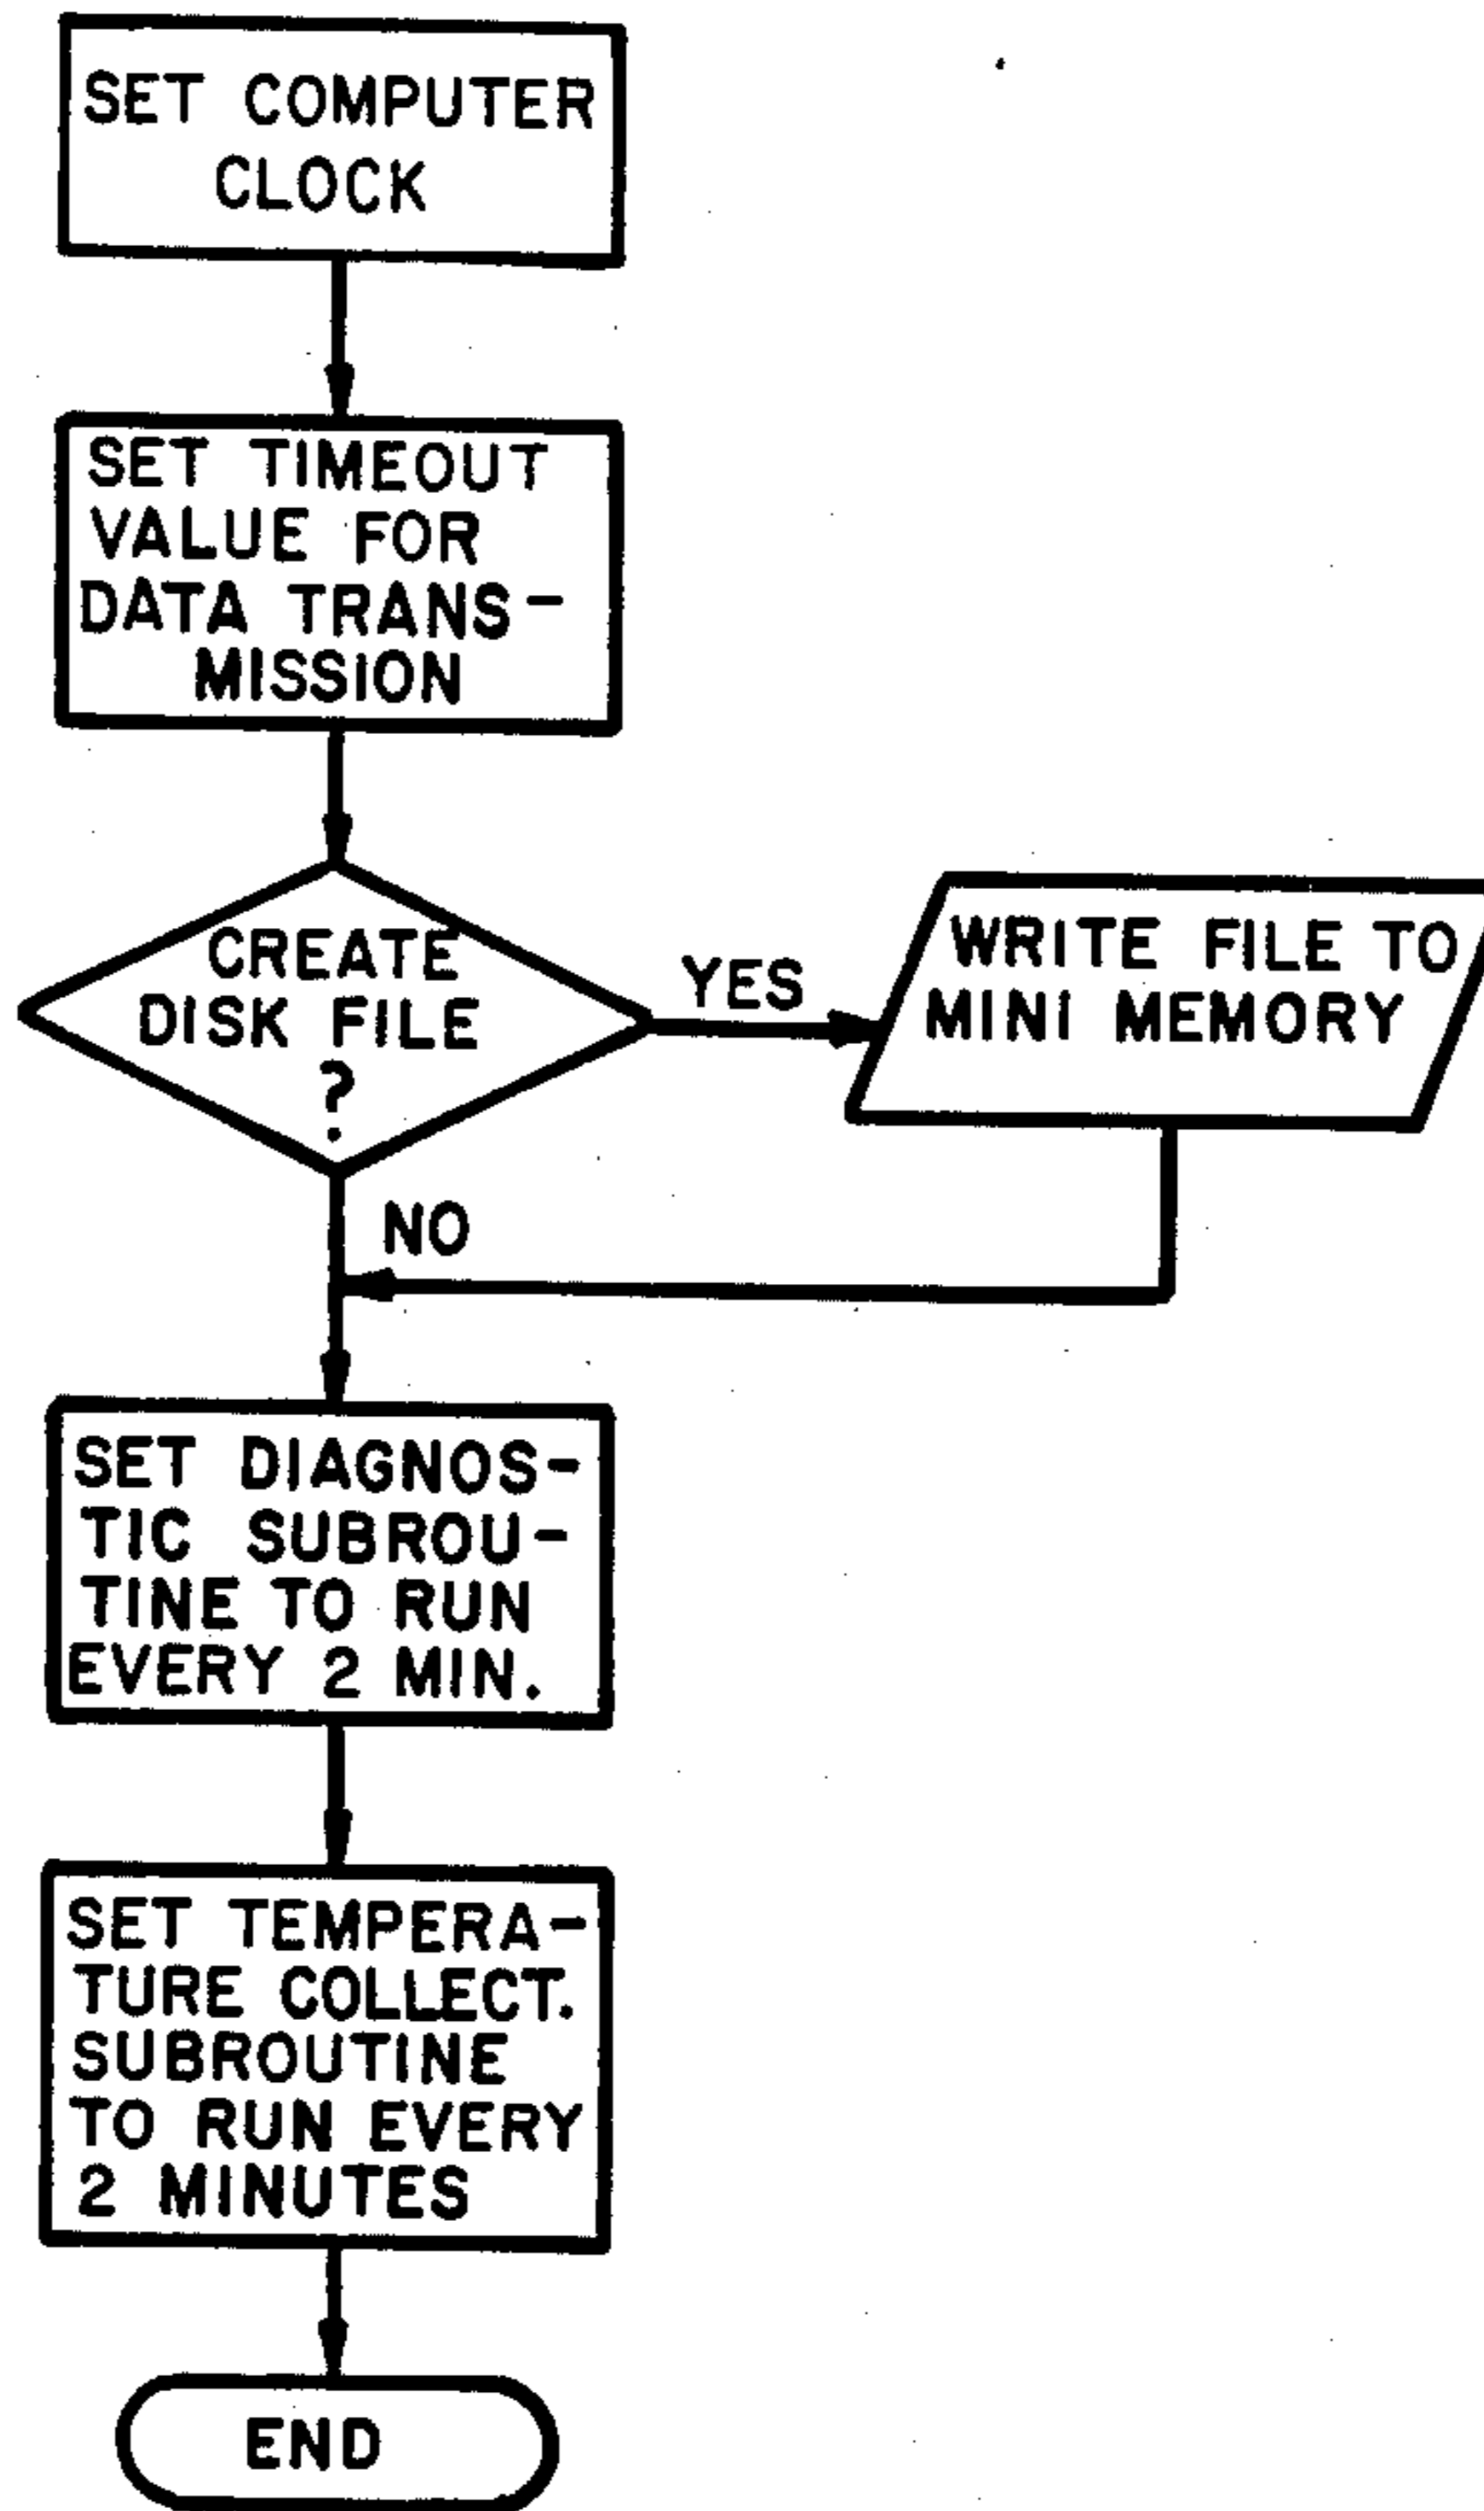 SET COMPUTER
CLOCK
SET TIMEOUT
VALUE FOR
DATA TRANS-
MISSION
CREATE
DISK FILE
?
YES
WRITE FILE TO
MINI MEMORY
NO
SET DIAGNOS-
TIC SUBROU-
TINE TO RUN
EVERY 2 MIN.
SET TEMPERA-
TURE COLLECT.
SUBROUTINE
TO RUN EVERY
2 MINUTES
END